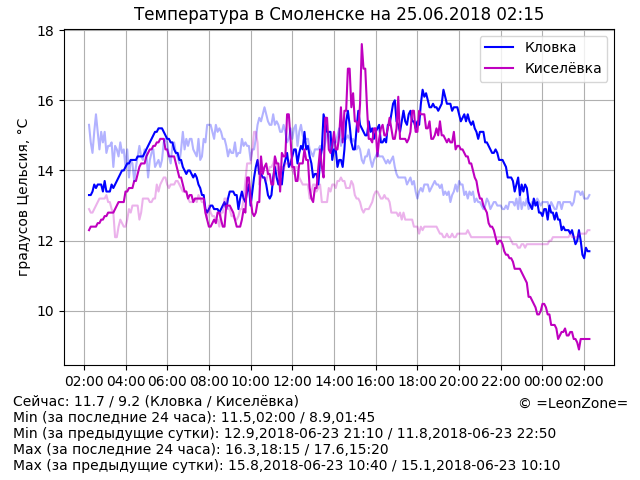 Температура в Смоленске на 25.06.2018 02:15
18
16
14
12
10
градусов Цельсия, °C
Кловка
Киселёвка
02:00 04:00 06:00 08:00 10:00 12:00 14:00 16:00 18:00 20:00 22:00 00:00 02:00
Сейчас: 11.7 / 9.2 (Кловка / Киселёвка)
© =LeonZone=
Min (за последние 24 часа): 11.5,02:00 / 8.9,01:45
Min (за предыдущие сутки): 12.9,2018-06-23 21:10 / 11.8,2018-06-23 22:50
Max (за последние 24 часа): 16.3,18:15 / 17.6,15:20
Max (за предыдущие сутки): 15.8,2018-06-23 10:40 / 15.1,2018-06-23 10:10